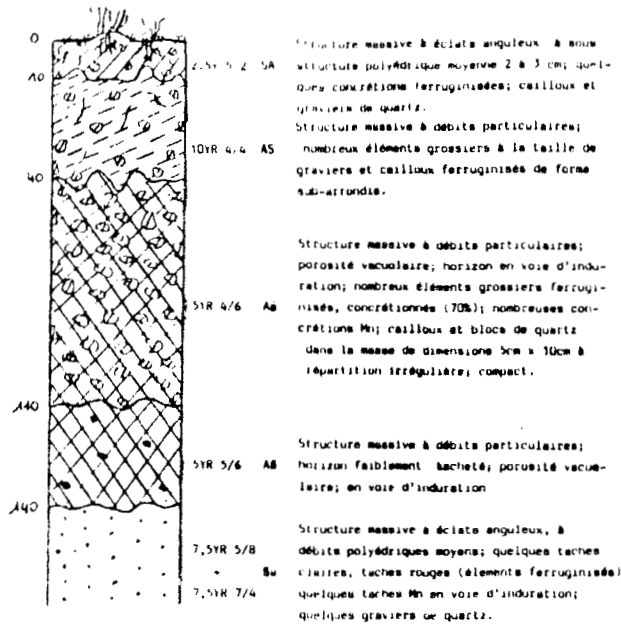 0
Structure massive à éclats anguleux à sous
2,5Y 5/2 SA
structure polyédrique moyenne 2 à 3 cm; quel-
10
ques concrétions ferruginisées; cailloux et
graviers de quartz.
Structure massive à débits particulaires;
10YR 4/4 AS
nombreux éléments grossiers à la taille de
graviers et cailloux ferruginisés de forme
40
sub-arrondie.
Structure massive à débits particulaires;
porosité vacuolaire; horizon en voie d'indu-
ration; nombreux éléments grossiers ferrugi-
5YR 4/6
nisés, concrétionnés (70%); nombreuses con-
crétions Mn; cailloux et blocs de quartz
dans la masse de dimensions 5cm x 10cm à
répartition irrégulière; compact.
110
Structure massive à débits particulaires;
5YR 5/6
horizon faiblement tacheté; porosité vacuo-
laire; en voie d'induration
140
Structure massive à éclats anguleux, à
7,5YR 5/8
débits polyédriques moyens; quelques taches
+
claires, taches rouges (élements ferruginisés)
7,5YR 7/4
quelques taches Mn en voie d'induration;
quelques graviers de quartz.